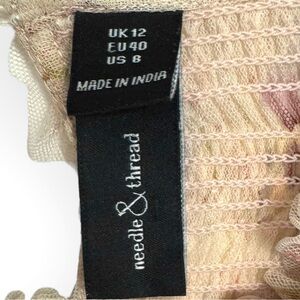 UK 12
EU 40
US 8
MADE IN INDIA
needle & thread